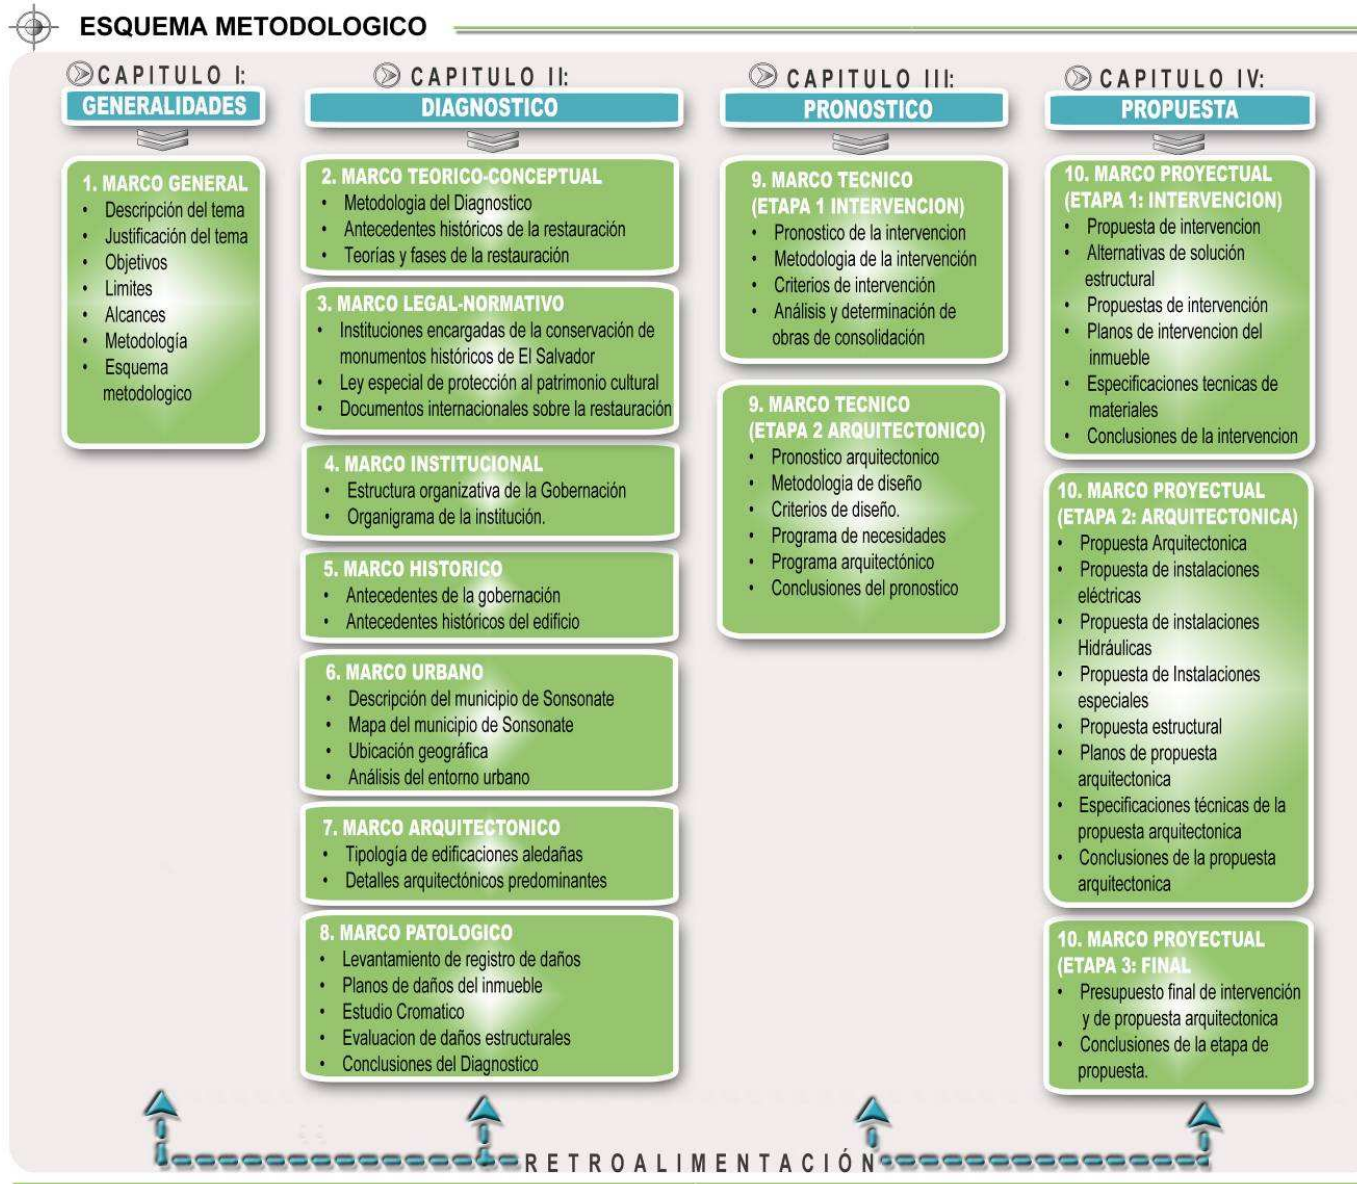 ESQUEMA METODOLOGICO
CAPITULO I:
GENERALIDADES
1. MARCO GENERAL
• Descripción del tema
• Justificación del tema
• Objetivos
• Limites
• Alcances
• Metodología
• Esquema
metodologico
CAPITULO II:
DIAGNOSTICO
2. MARCO TEORICO-CONCEPTUAL
• Metodologia del Diagnostico
• Antecedentes históricos de la restauración
• Teorías y fases de la restauración
3. MARCO LEGAL-NORMATIVO
• Instituciones encargadas de la conservación de
monumentos históricos de El Salvador
• Ley especial de protección al patrimonio cultural
• Documentos internacionales sobre la restauración
4. MARCO INSTITUCIONAL
• Estructura organizativa de la Gobernación
• Organigrama de la institución.
5. MARCO HISTORICO
• Antecedentes de la gobernación
• Antecedentes históricos del edificio
6. MARCO URBANO
• Descripción del municipio de Sonsonate
• Mapa del municipio de Sonsonate
• Ubicación geográfica
• Análisis del entorno urbano
7. MARCO ARQUITECTONICO
• Tipología de edificaciones aledañas
• Detalles arquitectónicos predominantes
8. MARCO PATOLOGICO
• Levantamiento de registro de daños
• Planos de daños del inmueble
• Estudio Cromatico
• Evaluacion de daños estructurales
• Conclusiones del Diagnostico
CAPITULO III:
PRONOSTICO
9. MARCO TECNICO
(ETAPA 1 INTERVENCION)
• Pronostico de la intervencion
• Metodologia de la intervención
• Criterios de intervención
• Análisis y determinación de
obras de consolidación
9. MARCO TECNICO
(ETAPA 2 ARQUITECTONICO)
• Pronostico arquitectonico
• Metodologia de diseño
• Criterios de diseño.
• Programa de necesidades
• Programa arquitectónico
• Conclusiones del pronostico
CAPITULO IV:
PROPUESTA
10. MARCO PROYECTUAL
(ETAPA 1: INTERVENCION)
• Propuesta de intervencion
• Alternativas de solución
estructural
• Propuestas de intervención
• Planos de intervencion del
inmueble
• Especificaciones tecnicas de
materiales
• Conclusiones de la intervencion
10. MARCO PROYECTUAL
(ETAPA 2: ARQUITECTONICA)
• Propuesta Arquitectonica
• Propuesta de instalaciones
eléctricas
• Propuesta de instalaciones
Hidráulicas
• Propuesta de Instalaciones
especiales
• Propuesta estructural
• Planos de propuesta
arquitectonica
• Especificaciones técnicas de la
propuesta arquitectonica
• Conclusiones de la propuesta
arquitectonica
10. MARCO PROYECTUAL
(ETAPA 3: FINAL
• Presupuesto final de intervención
y de propuesta arquitectonica
• Conclusiones de la etapa de
propuesta.
RETROALIMENTACIÓN